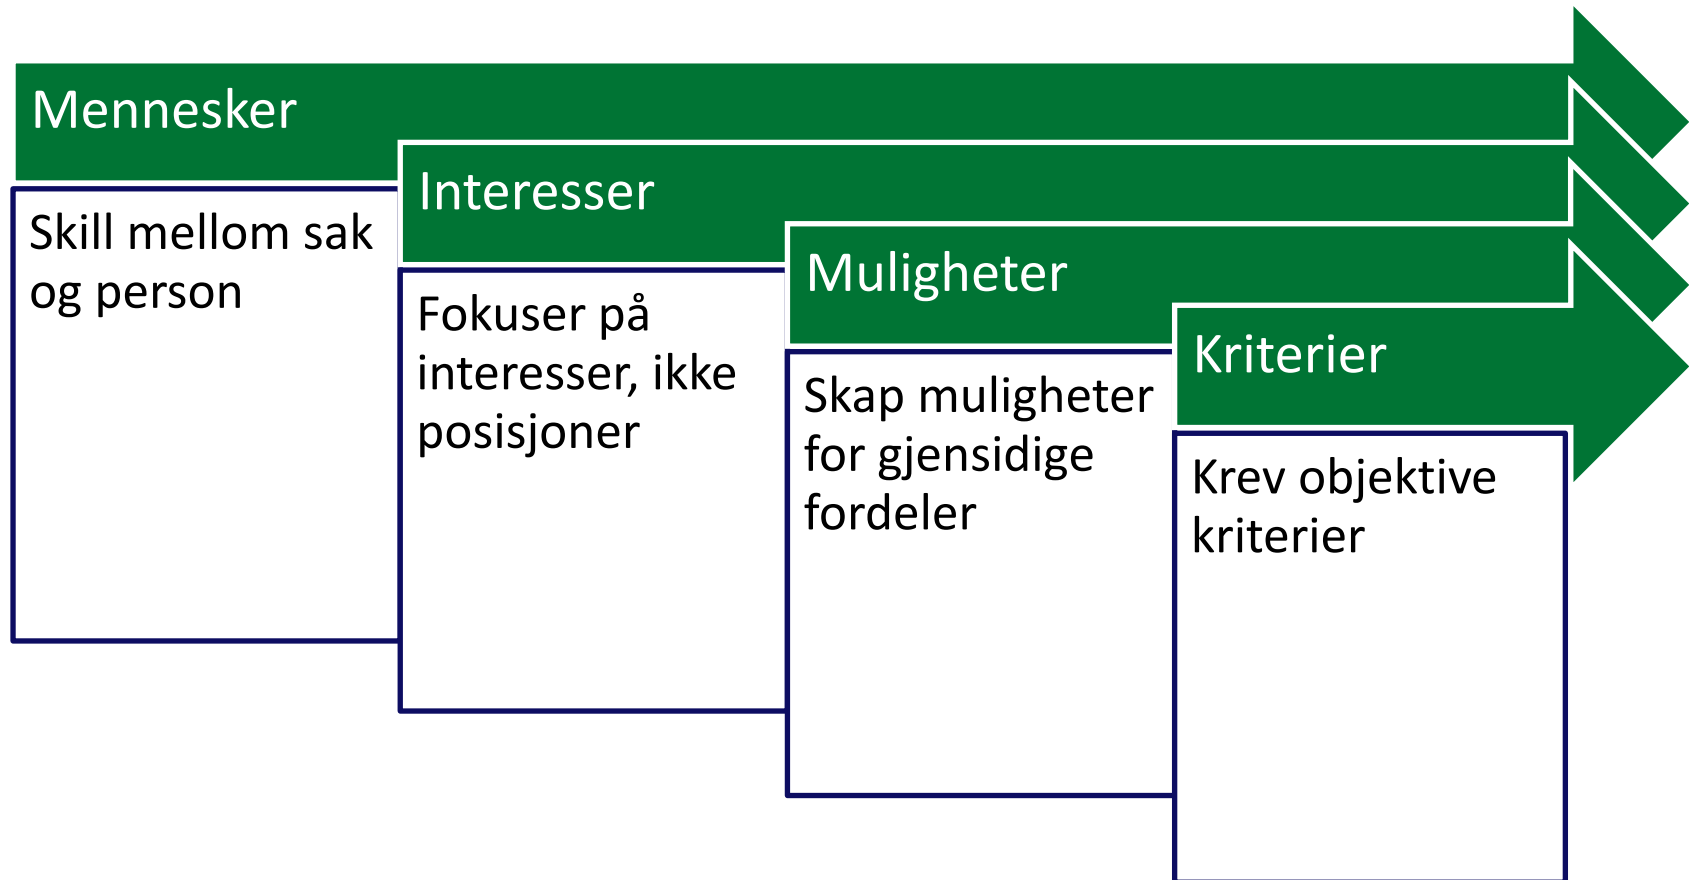 Mennesker
Skill mellom sak
og person
Interesser
Fokuser på
interesser, ikke
posisjoner
Muligheter
Skap muligheter
for gjensidige
fordeler
Kriterier
Krev objektive
kriterier